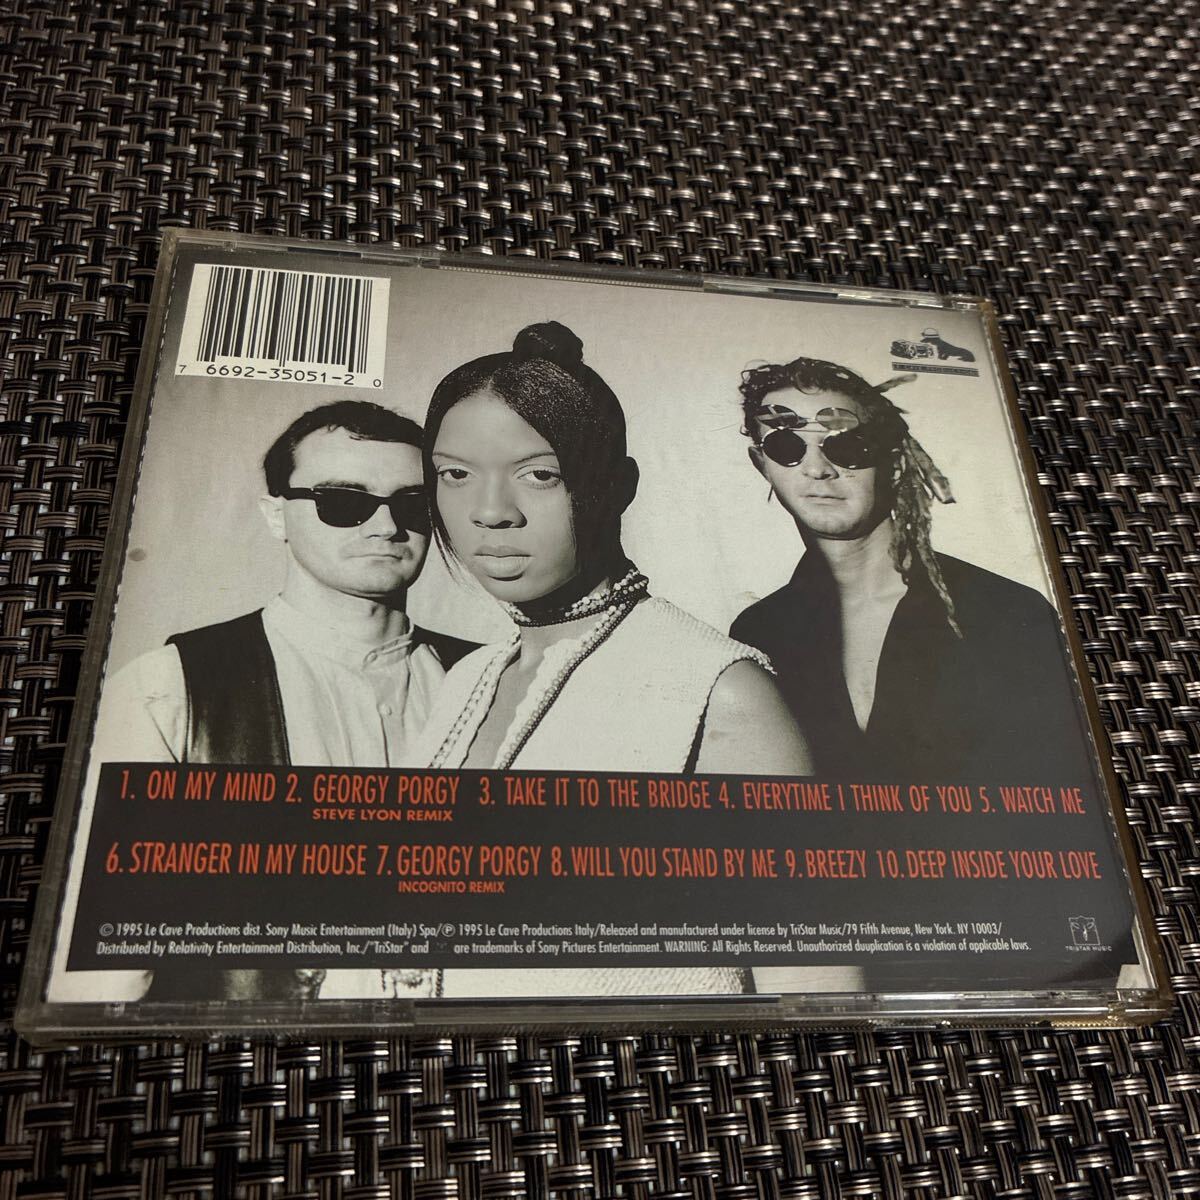 7 66692-35051-2 0
LE CAVE PRODUCTIONS
1. ON MY MIND 2. GEORGY PORGY 3. TAKE IT TO THE BRIDGE 4. EVERYTIME I THINK OF YOU 5. WATCH ME
STEVE LYON REMIX
6. STRANGER IN MY HOUSE 7. GEORGY PORGY 8. WILL YOU STAND BY ME 9. BREEZY 10. DEEP INSIDE YOUR LOVE
INCOGNITO REMIX
© 1995 Le Cave Productions dist. Sony Music Entertainment (Italy) Spa/℗ 1995 Le Cave Productions Italy/Released and manufactured under license by TriStar Music/79 Fifth Avenue, New York. NY 10003/
Distributed by Relativity Entertainment Distribution, Inc./"TriStar" and are trademarks of Sony Pictures Entertainment. WARNING: All Rights Reserved. Unauthorized duuplication is a violation of applicable laws.
TRISTAR MUSIC